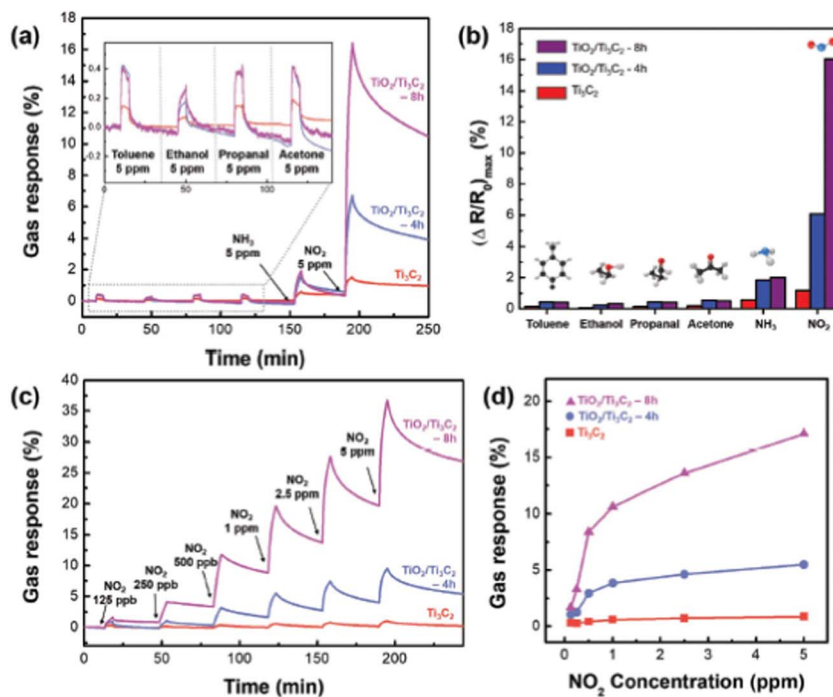 (a)
Gas response (%)
18
16
14
12
10
8
6
4
2
0
0.4
0.2
0.0
-0.2
Toluene
5 ppm
Ethanol
5 ppm
Propanal
5 ppm
Acetone
5 ppm
0 50 100
TiO₂/Ti₃C₂
– 8h
TiO₂/Ti₃C₂
– 4h
Ti₃C₂
NH₃
5 ppm
NO₂
5 ppm
0 50 100 150 200 250
Time (min)
(b)
(Δ R/R₀)max (%)
18
16
14
12
10
8
6
4
2
0
TiO₂/Ti₃C₂ - 8h
TiO₂/Ti₃C₂ - 4h
Ti₃C₂
Toluene Ethanol Propanal Acetone NH₃ NO₂
(c)
Gas response (%)
40
35
30
25
20
15
10
5
0
NO₂
125 ppb
NO₂
250 ppb
NO₂
500 ppb
NO₂
1 ppm
NO₂
2.5 ppm
NO₂
5 ppm
TiO₂/Ti₃C₂
– 8h
TiO₂/Ti₃C₂
– 4h
Ti₃C₂
0 50 100 150 200
Time (min)
(d)
Gas response (%)
20
15
10
5
0
TiO₂/Ti₃C₂ – 8h
TiO₂/Ti₃C₂ – 4h
Ti₃C₂
0 1 2 3 4 5
NO₂ Concentration (ppm)